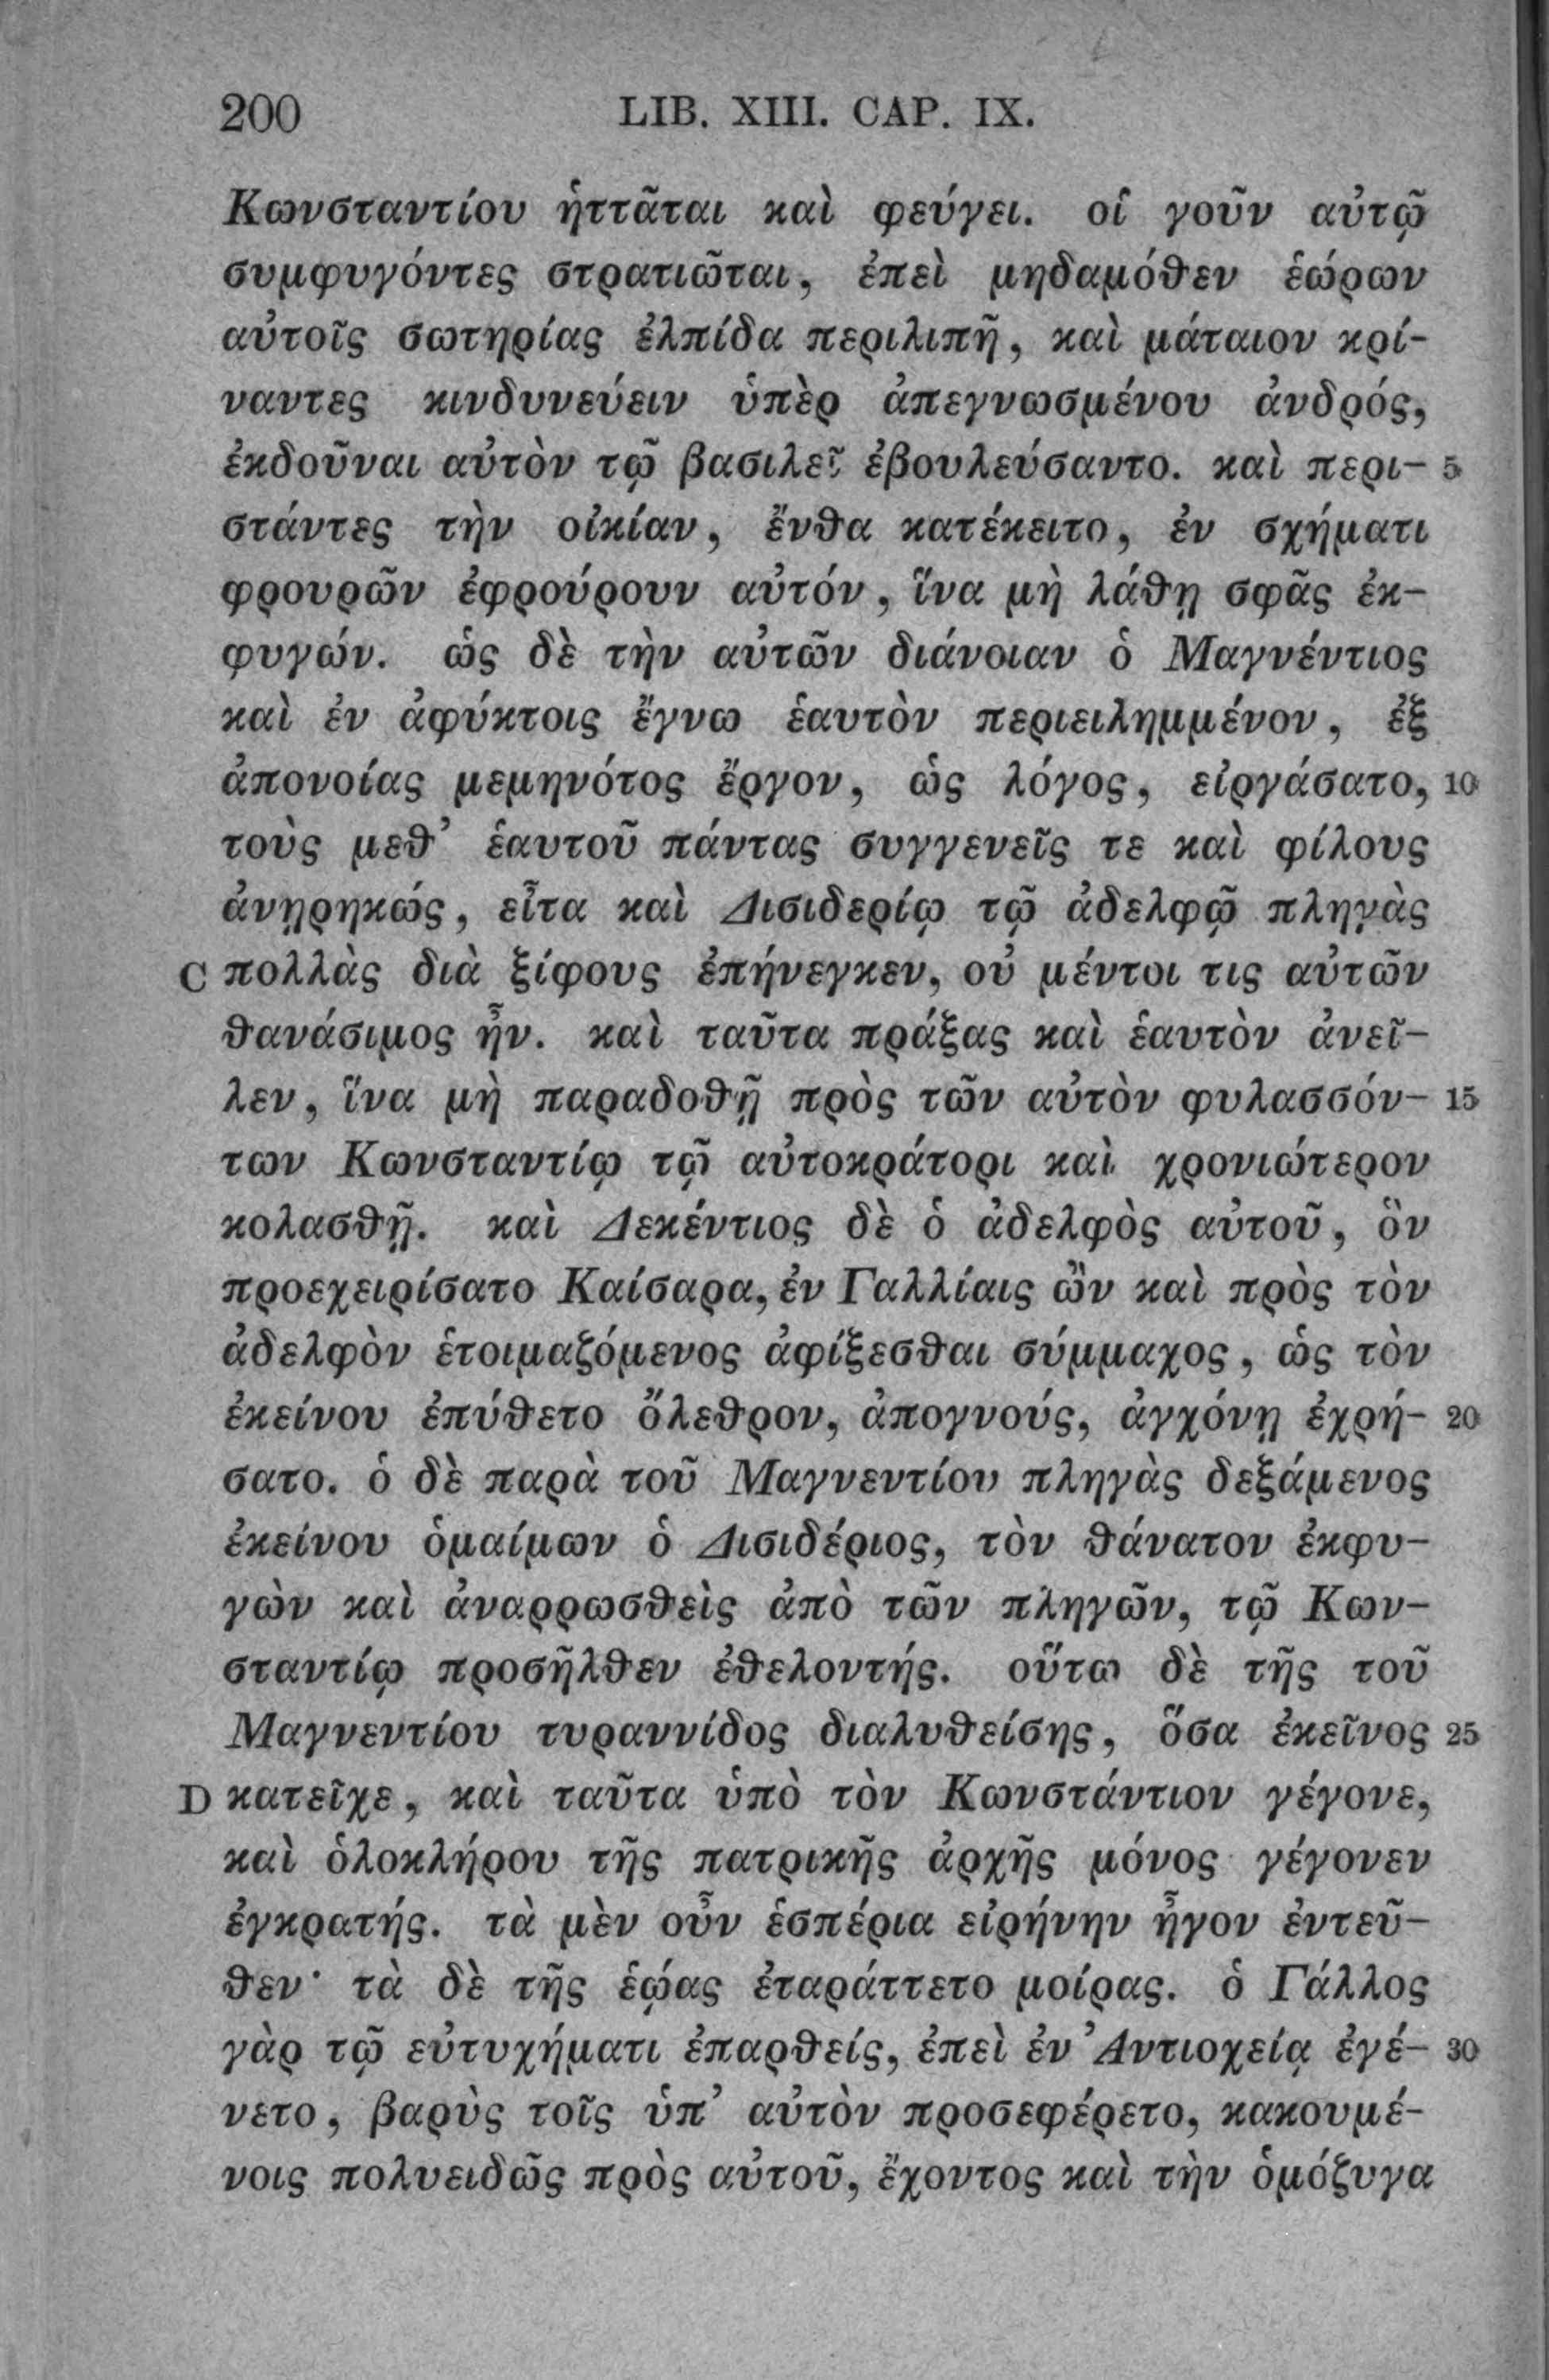 200 LIB. XIII. CAP. IX.
Κωνσταντίου ἡττᾶται καὶ φεύγει. οἱ γοῦν αὐτῷ
συμφυγόντες στρατιῶται, ἐπεὶ μηδαμόθεν ἑώρων
αὐτοῖς σωτηρίας ἐλπίδα περιλιπῆ, καὶ μάταιον κρί-
ναντες κινδυνεύειν ὑπὲρ ἀπεγνωσμένου ἀνδρός,
ἐκδοῦναι αὐτὸν τῷ βασιλεῖ ἐβουλεύσαντο. καὶ περι- 5
στάντες τὴν οἰκίαν, ἔνθα κατέκειτο, ἐν σχήματι
φρουρῶν ἐφρούρουν αὐτόν, ἵνα μὴ λάθῃ σφᾶς ἐκ-
φυγών. ὡς δὲ τὴν αὐτῶν διάνοιαν ὁ Μαγνέντιος
καὶ ἐν ἀφύκτοις ἔγνω ἑαυτὸν περιειλημμένον, ἐξ
ἀπονοίας μεμηνότος ἔργον, ὡς λόγος, εἰργάσατο, 10
τοὺς μεθ’ ἑαυτοῦ πάντας συγγενεῖς τε καὶ φίλους
ἀνῃρηκώς, εἶτα καὶ Δισιδερίῳ τῷ ἀδελφῷ πληγὰς
C πολλὰς διὰ ξίφους ἐπήνεγκεν, οὐ μέντοι τις αὐτῶν
θανάσιμος ἦν. καὶ ταῦτα πράξας καὶ ἑαυτὸν ἀνεῖ-
λεν, ἵνα μὴ παραδοθῇ πρὸς τῶν αὐτὸν φυλασσόν- 15
των Κωνσταντίῳ τῷ αὐτοκράτορι καὶ χρονιώτερον
κολασθῇ. καὶ Δεκέντιος δὲ ὁ ἀδελφὸς αὐτοῦ, ὃν
προεχειρίσατο Καίσαρα, ἐν Γαλλίαις ὢν καὶ πρὸς τὸν
ἀδελφὸν ἑτοιμαζόμενος ἀφίξεσθαι σύμμαχος, ὡς τὸν
ἐκείνου ἐπύθετο ὄλεθρον, ἀπογνούς, ἀγχόνῃ ἐχρή- 20
σατο. ὁ δὲ παρὰ τοῦ Μαγνεντίου πληγὰς δεξάμενος
ἐκείνου ὁμαίμων ὁ Δισιδέριος, τὸν θάνατον ἐκφυ-
γὼν καὶ ἀναρρωσθεὶς ἀπὸ τῶν πληγῶν, τῷ Κων-
σταντίῳ προσῆλθεν ἐθελοντής. οὕτω δὲ τῆς τοῦ
Μαγνεντίου τυραννίδος διαλυθείσης, ὅσα ἐκεῖνος 25
D κατεῖχε, καὶ ταῦτα ὑπὸ τὸν Κωνστάντιον γέγονε,
καὶ ὁλοκλήρου τῆς πατρικῆς ἀρχῆς μόνος γέγονεν
ἐγκρατής. τὰ μὲν οὖν ἑσπέρια εἰρήνην ἦγον ἐντεῦ-
θεν· τὰ δὲ τῆς ἑῴας ἐταράττετο μοίρας. ὁ Γάλλος
γὰρ τῷ εὐτυχήματι ἐπαρθείς, ἐπεὶ ἐν Ἀντιοχείᾳ ἐγέ- 30
νετο, βαρὺς τοῖς ὑπ’ αὐτὸν προσεφέρετο, κακουμέ-
νοις πολυειδῶς πρὸς αὐτοῦ, ἔχοντος καὶ τὴν ὁμόζυγα